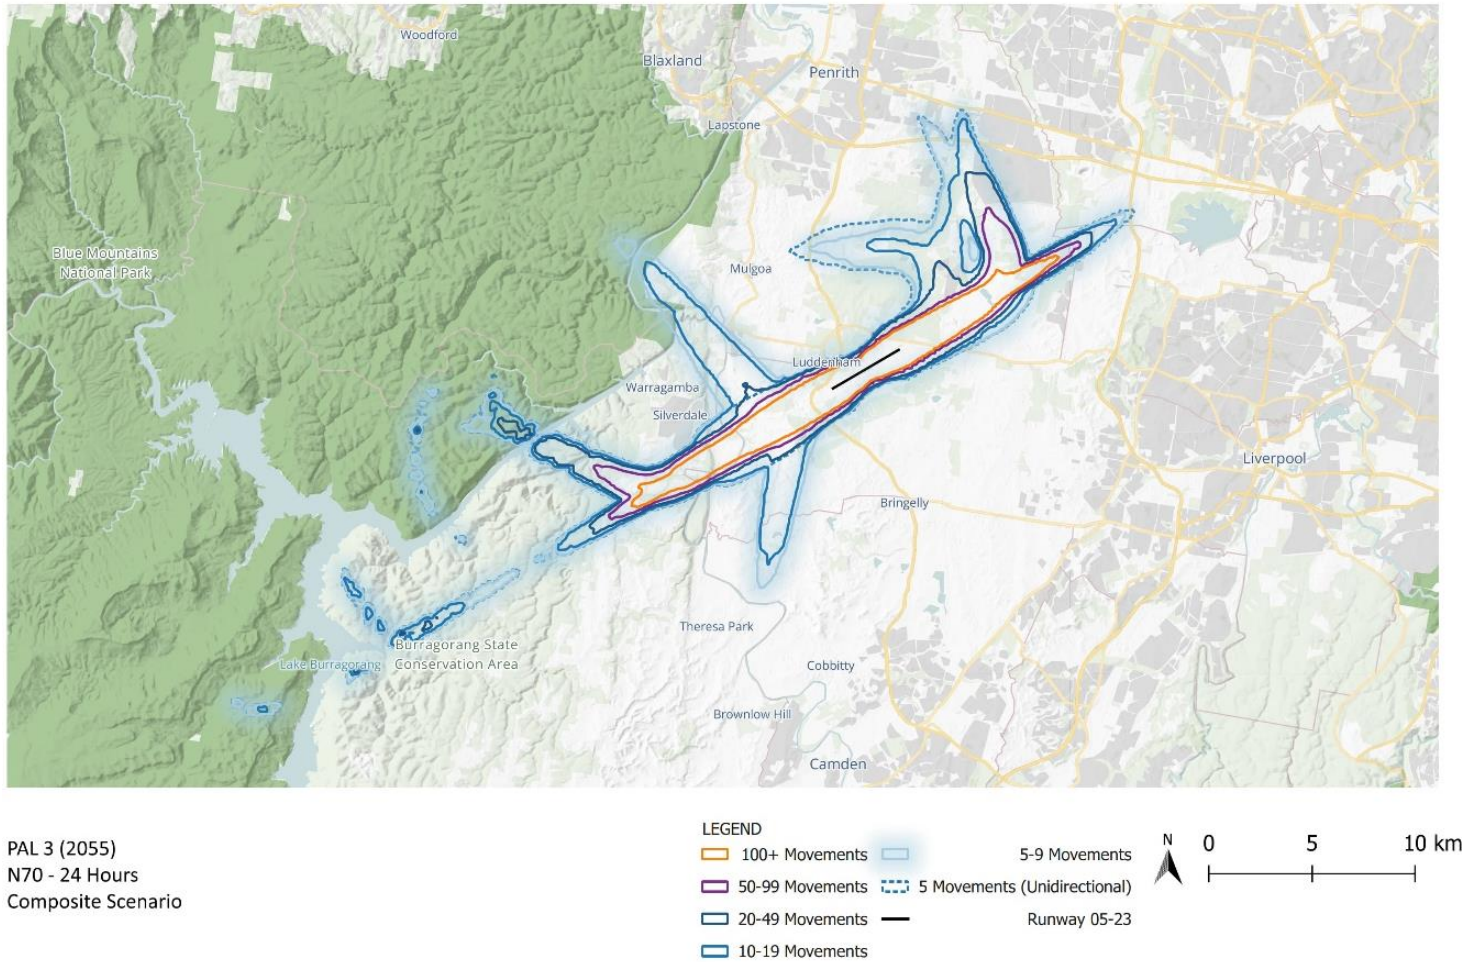 Woodford
Blaxland
Penrith
Lapstone
Blue Mountains
National Park
Mulgoa
Luddenham
Warragamba
Silverdale
Liverpool
Bringelly
Theresa Park
Burragorang State
Conservation Area
Lake Burragorang
Cobbitty
Brownlow Hill
Camden
PAL 3 (2055)
N70 - 24 Hours
Composite Scenario
LEGEND
100+ Movements
50-99 Movements
20-49 Movements
10-19 Movements
5-9 Movements
5 Movements (Unidirectional)
Runway 05-23
N
0 5 10 km